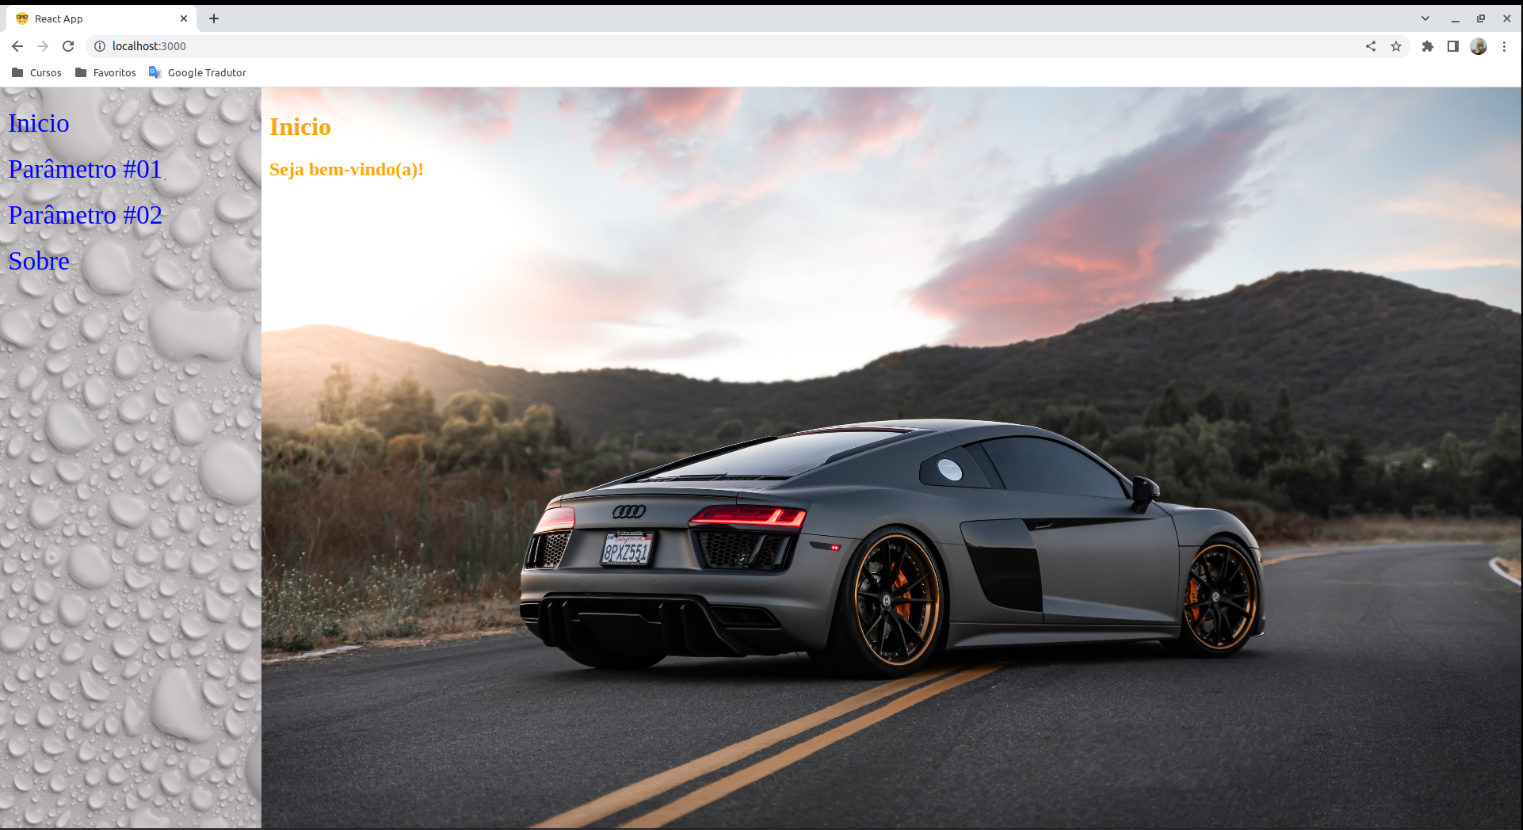 React App
localhost:3000
Cursos Favoritos Google Tradutor
Inicio
Parâmetro #01
Parâmetro #02
Sobre
Inicio
Seja bem-vindo(a)!
8PXZ551